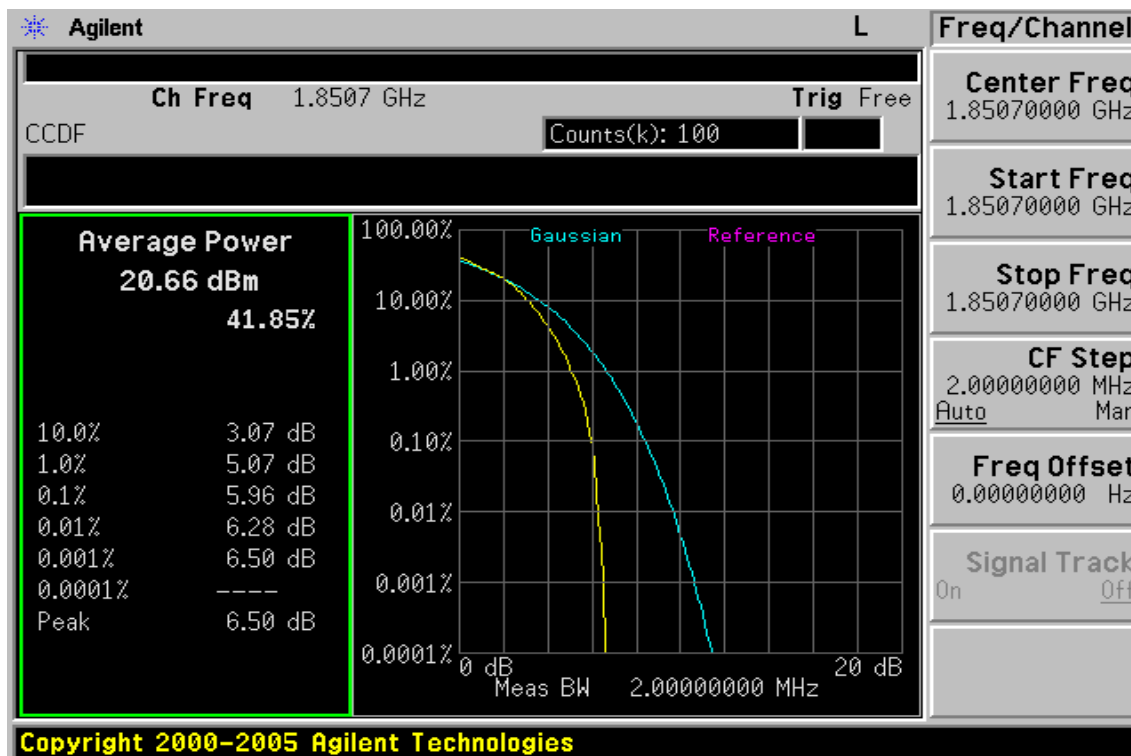 Agilent L Freq/Channel
Ch Freq 1.8507 GHz Trig Free
CCDF Counts(k): 100
Average Power
20.66 dBm
41.85%
10.0% 3.07 dB
1.0% 5.07 dB
0.1% 5.96 dB
0.01% 6.28 dB
0.001% 6.50 dB
0.0001% ----
Peak 6.50 dB
Gaussian Reference
100.00%
10.00%
1.00%
0.10%
0.01%
0.001%
0.0001%
0 dB 20 dB
Meas BW 2.00000000 MHz
Center Freq
1.85070000 GHz
Start Freq
1.85070000 GHz
Stop Freq
1.85070000 GHz
CF Step
2.00000000 MHz
Auto Man
Freq Offset
0.00000000 Hz
Signal Track
On Off
Copyright 2000-2005 Agilent Technologies